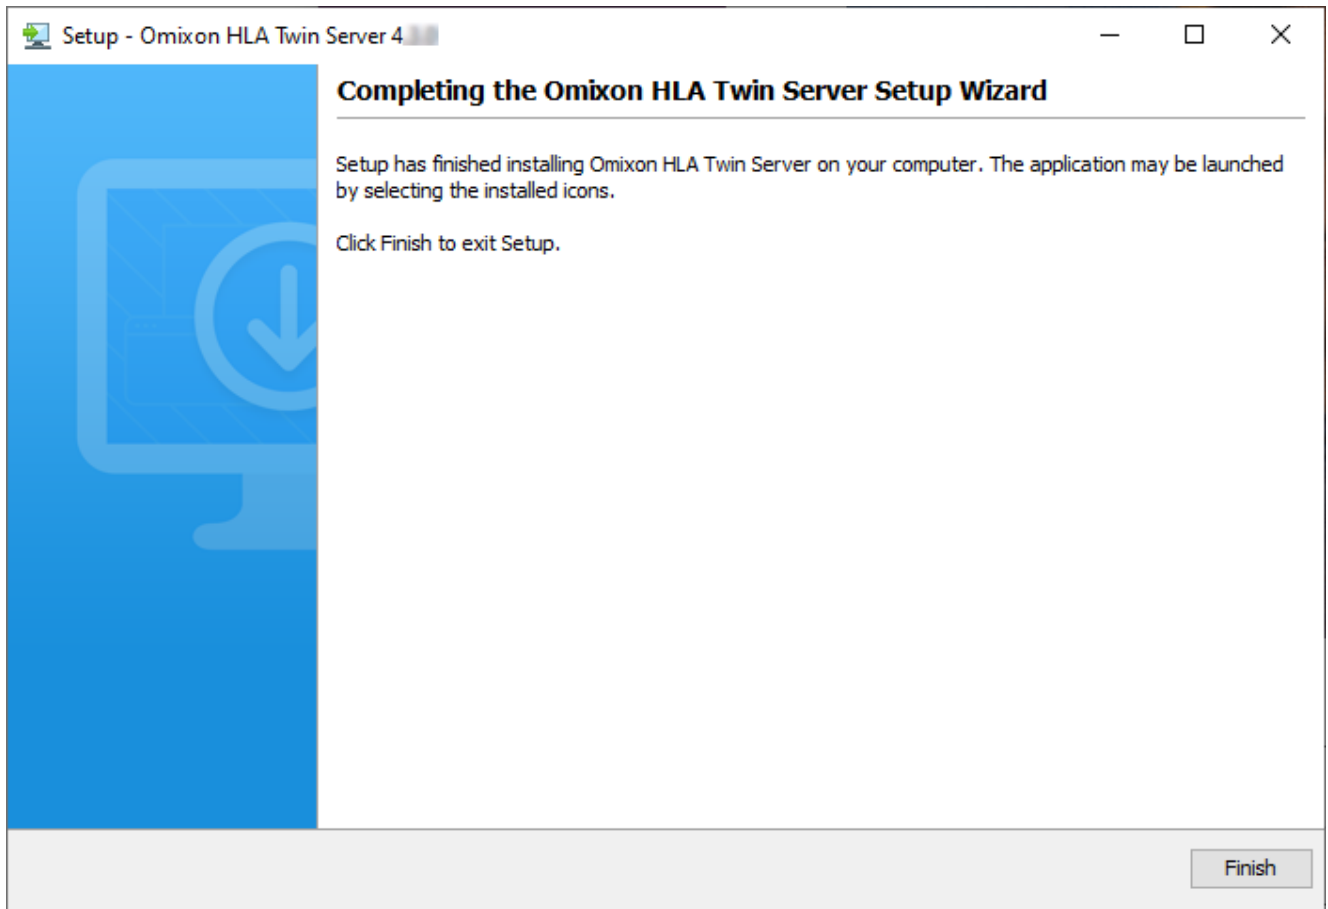 Setup - Omixon HLA Twin Server 4
Completing the Omixon HLA Twin Server Setup Wizard
Setup has finished installing Omixon HLA Twin Server on your computer. The application may be launched
by selecting the installed icons.
Click Finish to exit Setup.
Finish